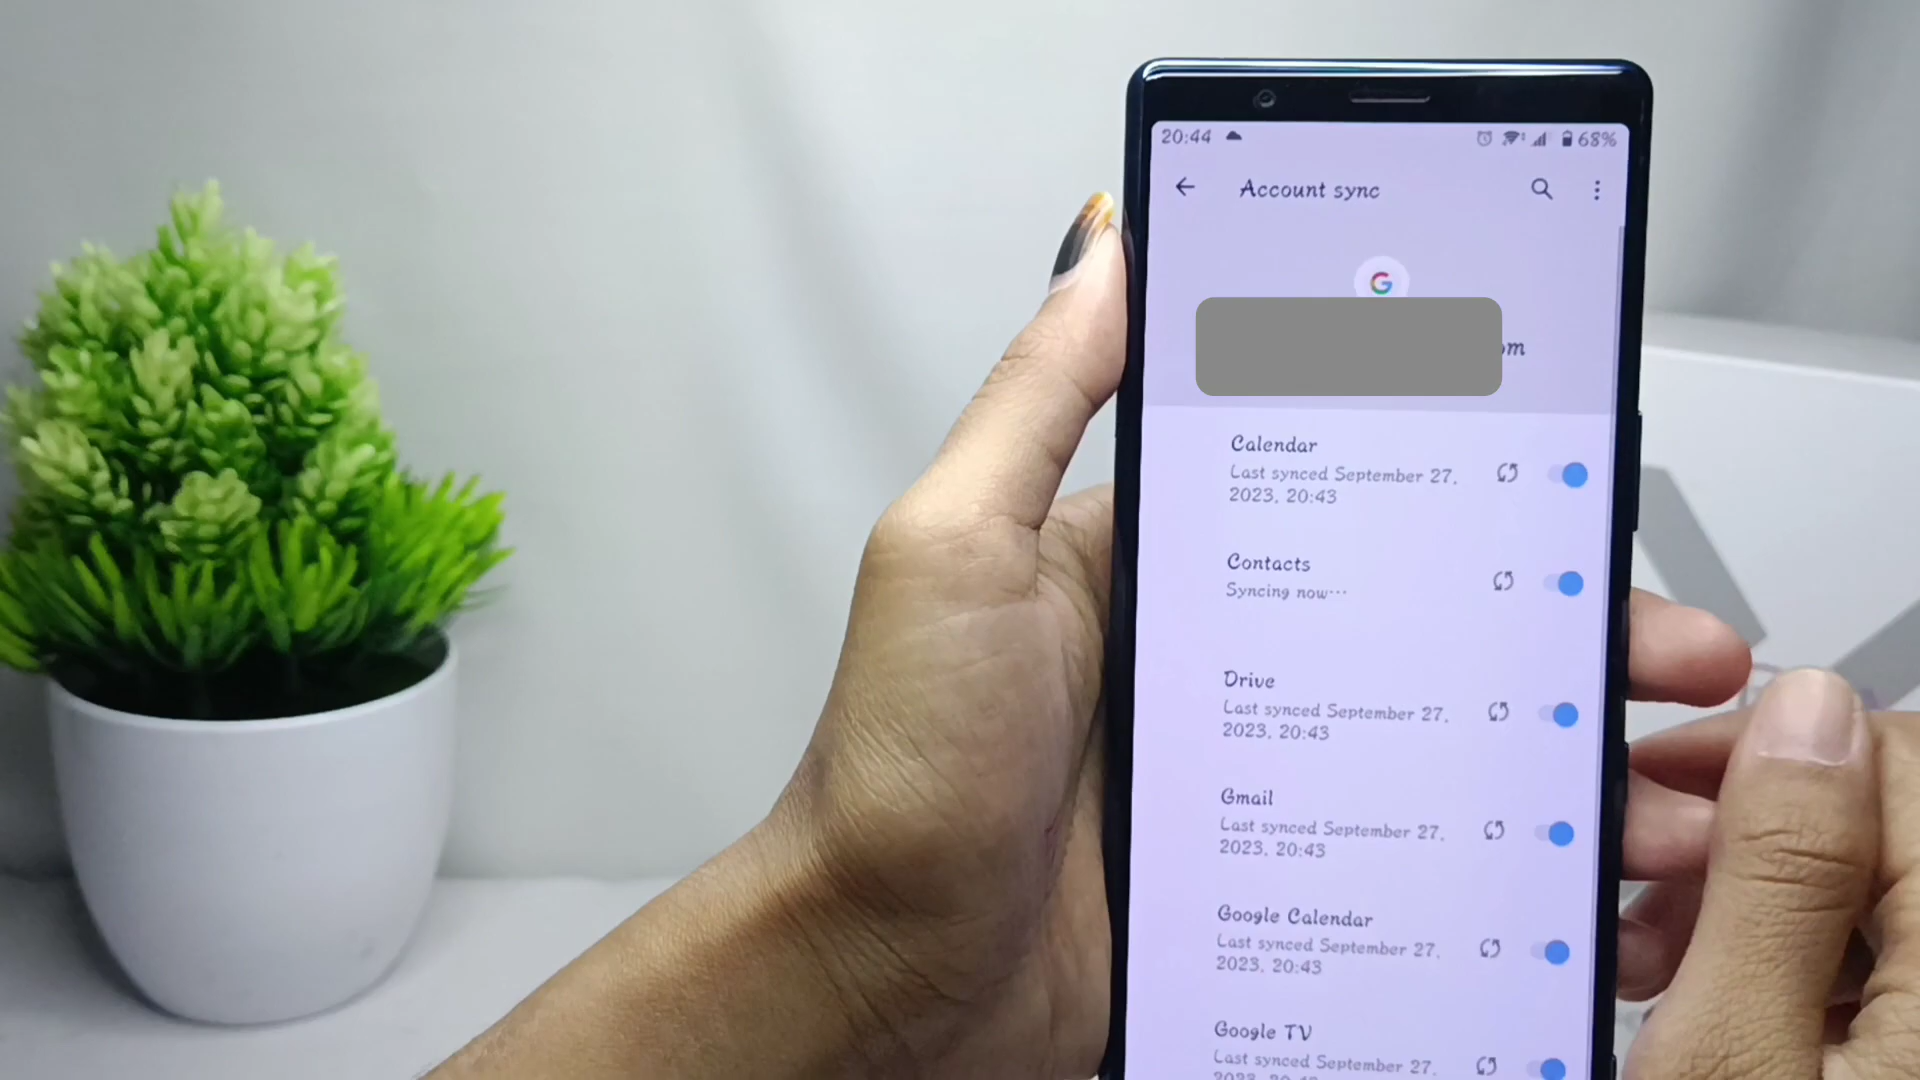 20:44 68%
Account sync
G
Calendar
Last synced September 27,
2023, 20:43
Contacts
Syncing now...
Drive
Last synced September 27,
2023, 20:43
Gmail
Last synced September 27,
2023, 20:43
Google Calendar
Last synced September 27,
2023, 20:43
Google TV
Last synced September 27,